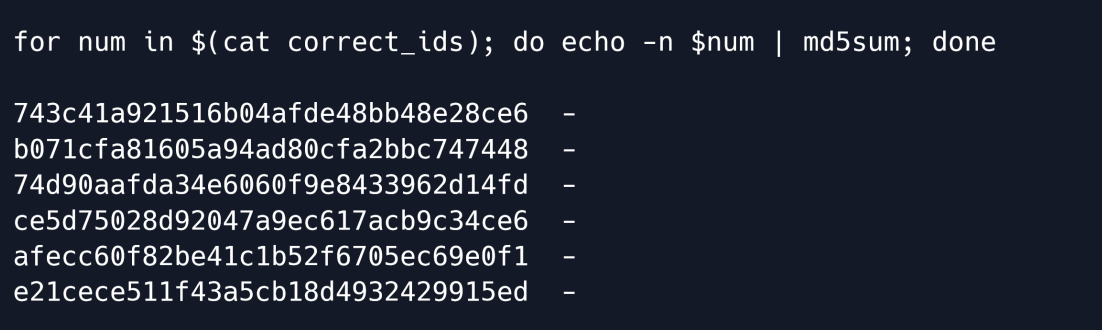 for num in $(cat correct_ids); do echo -n $num | md5sum; done
743c41a921516b04afde48bb48e28ce6  -
b071cfa81605a94ad80cfa2bbc747448  -
74d90aafda34e6060f9e8433962d14fd  -
ce5d75028d92047a9ec617acb9c34ce6  -
afecc60f82be41c1b52f6705ec69e0f1  -
e21cece511f43a5cb18d4932429915ed  -